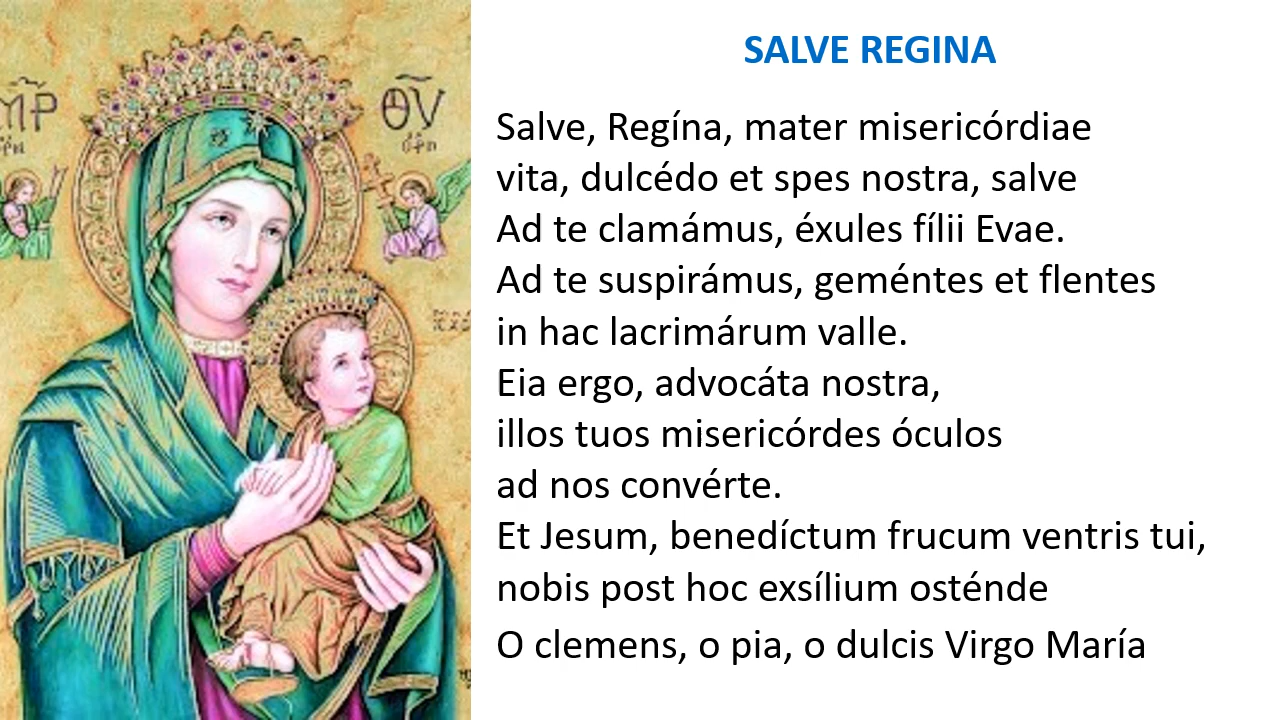 SALVE REGINA
Salve, Regína, mater misericórdiae
vita, dulcédo et spes nostra, salve
Ad te clamámus, éxules fílii Evae.
Ad te suspirámus, geméntes et flentes
in hac lacrimárum valle.
Eia ergo, advocáta nostra,
illos tuos misericórdes óculos
ad nos convérte.
Et Jesum, benedíctum frucum ventris tui,
nobis post hoc exsílium osténde
O clemens, o pia, o dulcis Virgo María
ΜΡ
ΘΥ